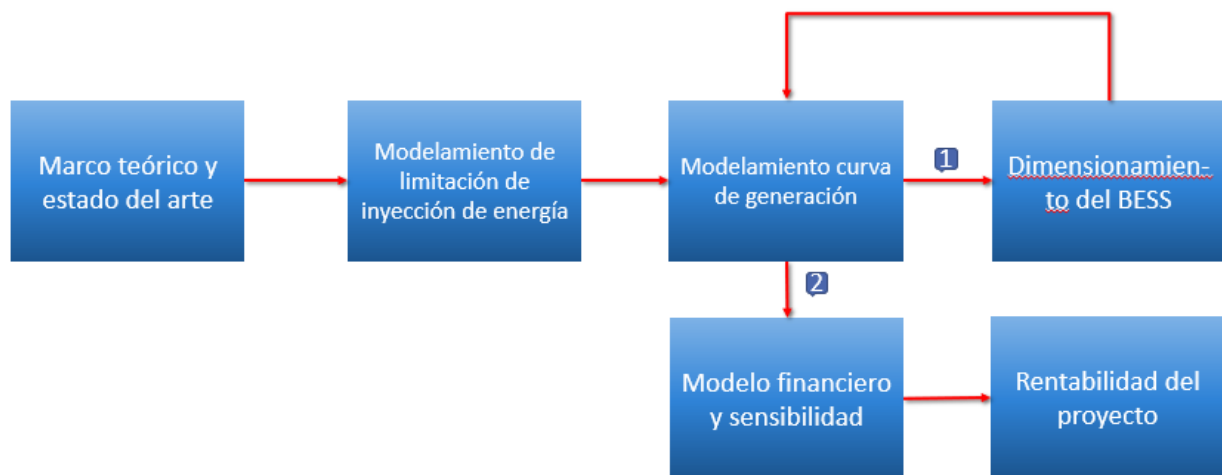 Marco teórico y
estado del arte
Modelamiento de
limitación de
inyección de energía
Modelamiento curva
de generación
1
Dimensionamien-
to del BESS
2
Modelo financiero
y sensibilidad
Rentabilidad del
proyecto